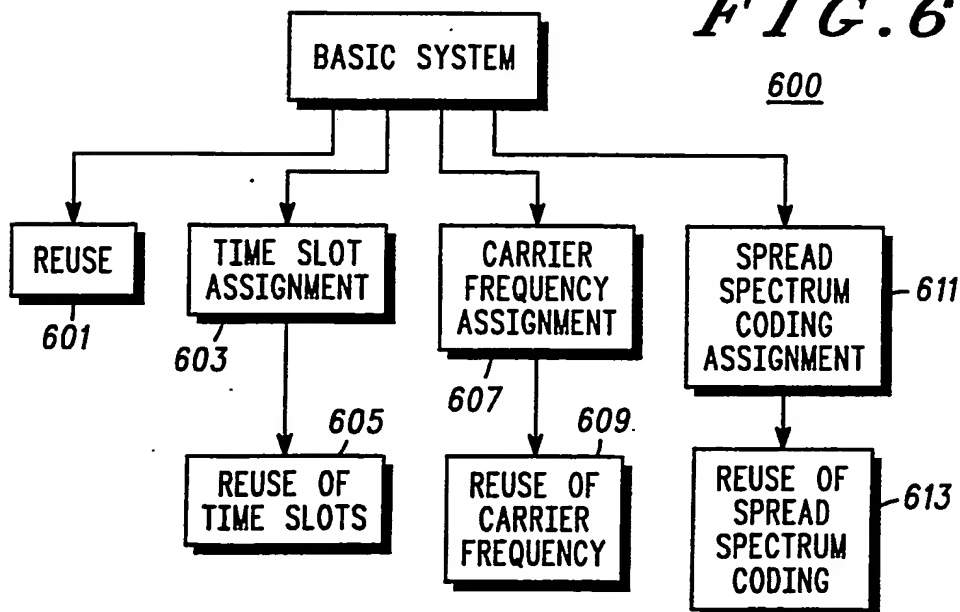 FIG.6
600
BASIC SYSTEM
REUSE
601
TIME SLOT
ASSIGNMENT
603
CARRIER
FREQUENCY
ASSIGNMENT
607
SPREAD
SPECTRUM
CODING
ASSIGNMENT
611
605
REUSE OF
TIME SLOTS
609
REUSE OF
CARRIER
FREQUENCY
REUSE OF
SPREAD
SPECTRUM
CODING
613